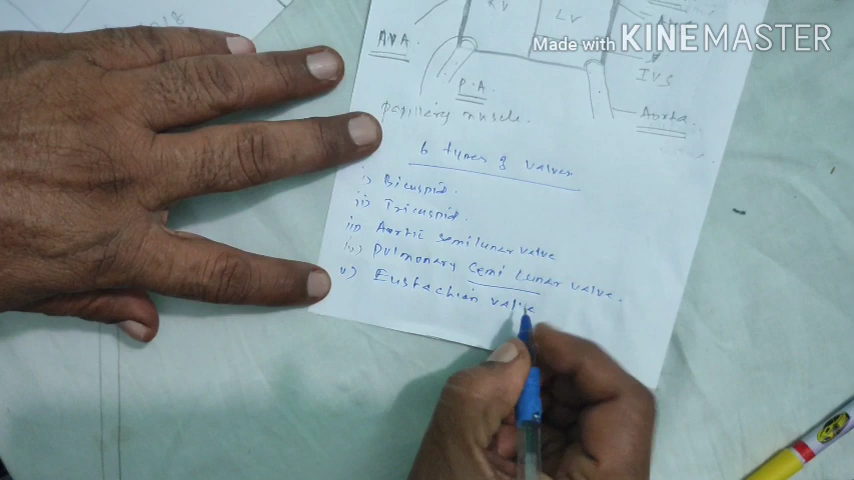 RV
LV
Made with KINEMASTER
AVA
IVS
P.A.
Aorta
papillary muscle.
6 types of valves
i) Bicuspid.
ii) Tricuspid.
iii) Aortic semilunar valve
iv) Pulmonary Cemi Lunar valve.
v) Eustachian valve